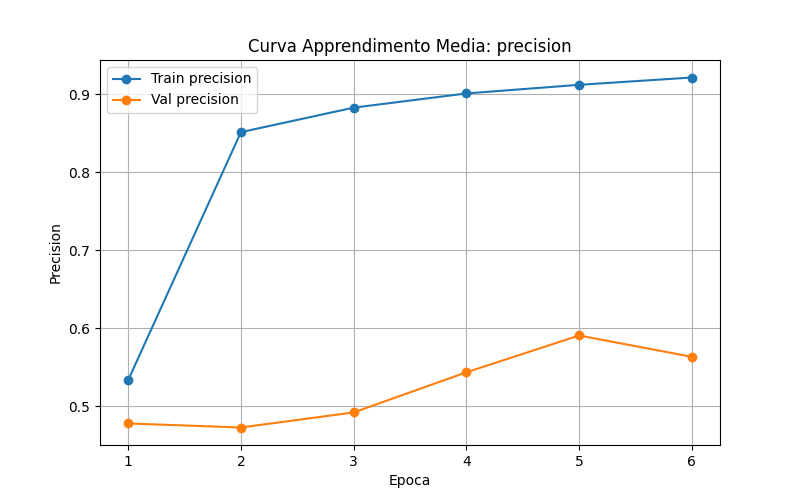 Curva Apprendimento Media: precision
Train precision
Val precision
0.9
0.8
0.7
0.6
0.5
Precision
1 2 3 4 5 6
Epoca